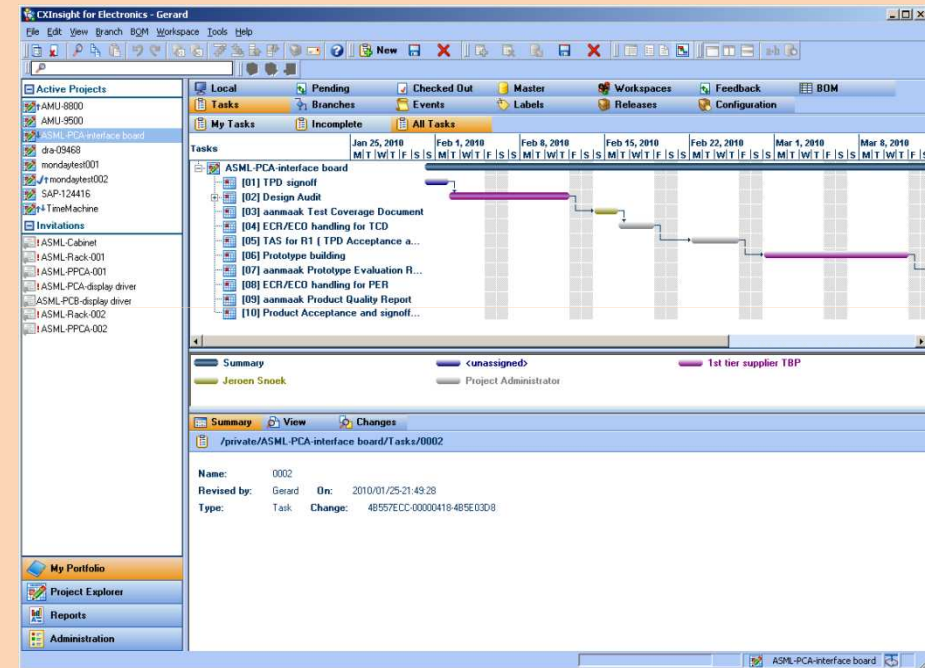 CXInsight for Electronics - Gerard
File Edit View Branch BOM Workspace Tools Help
New
Active Projects
AMU-8800
AMU-9500
ASML-PCA-interface board
dra-09468
mondaytest001
mondaytest002
SAP-124416
TimeMachine
Invitations
ASML-Cabinet
ASML-Rack-001
ASML-PPCA-001
ASML-PCA-display driver
ASML-PCB-display driver
ASML-Rack-002
ASML-PPCA-002
My Portfolio
Project Explorer
Reports
Administration
Local Pending Checked Out Master Workspaces Feedback BOM
Tasks Branches Events Labels Releases Configuration
My Tasks Incomplete All Tasks
Tasks
Jan 25, 2010 Feb 1, 2010 Feb 8, 2010 Feb 15, 2010 Feb 22, 2010 Mar 1, 2010 Mar 8, 2010
M T W T F S S M T W T F S S M T W T F S S M T W T F S S M T W T F S S M T W T F S S M T W T F S
ASML-PCA-interface board
[01] TPD signoff
[02] Design Audit
[03] aanmaak Test Coverage Document
[04] ECR/ECO handling for TCD
[05] TAS for R1 ( TPD Acceptance a...
[06] Prototype building
[07] aanmaak Prototype Evaluation R...
[08] ECR/ECO handling for PER
[09] aanmaak Product Quality Report
[10] Product Acceptance and signoff...
Summary <unassigned> 1st tier supplier TBP
Jeroen Snoek Project Administrator
Summary View Changes
/private/ASML-PCA-interface board/Tasks/0002
Name: 0002
Revised by: Gerard On: 2010/01/25-21:49:28
Type: Task Change: 4B557ECC-00000418-4B5E03D8
ASML-PCA-interface board